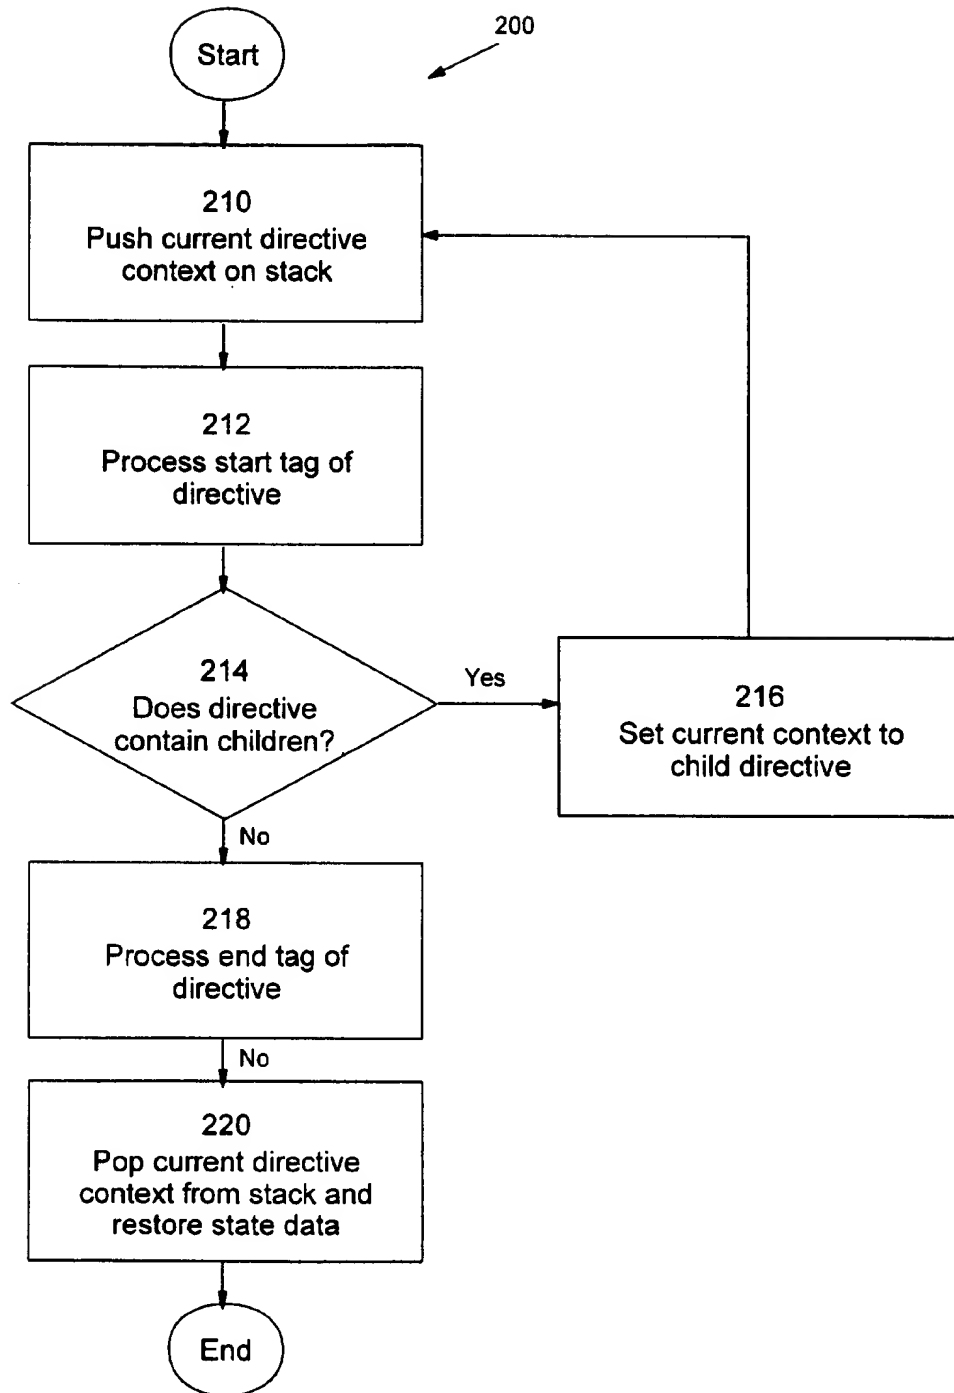 200
Start
210
Push current directive
context on stack
212
Process start tag of
directive
214
Does directive
contain children?
Yes
216
Set current context to
child directive
No
218
Process end tag of
directive
No
220
Pop current directive
context from stack and
restore state data
End